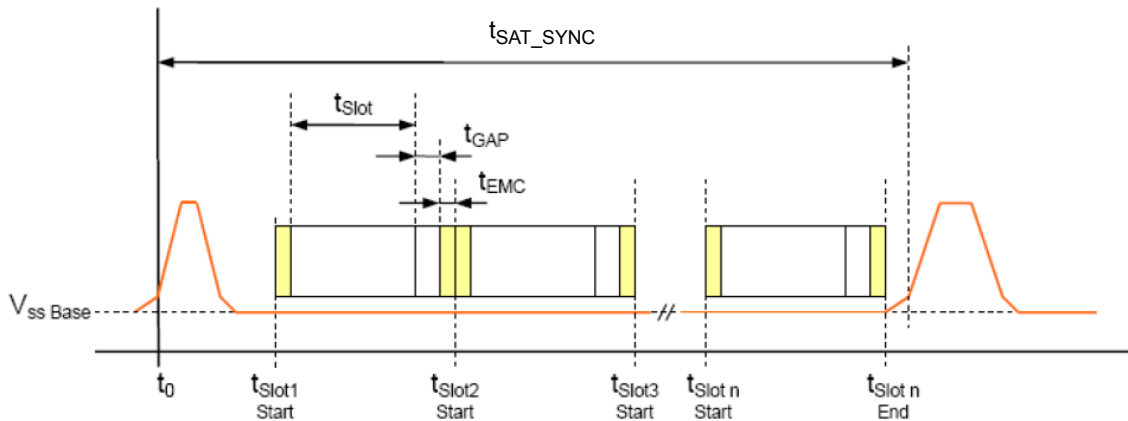 tSAT_SYNC
tSlot
tGAP
tEMC
Vss Base
t0 tSlot1 tSlot2 tSlot3 tSlot n tSlot n
Start Start Start Start End